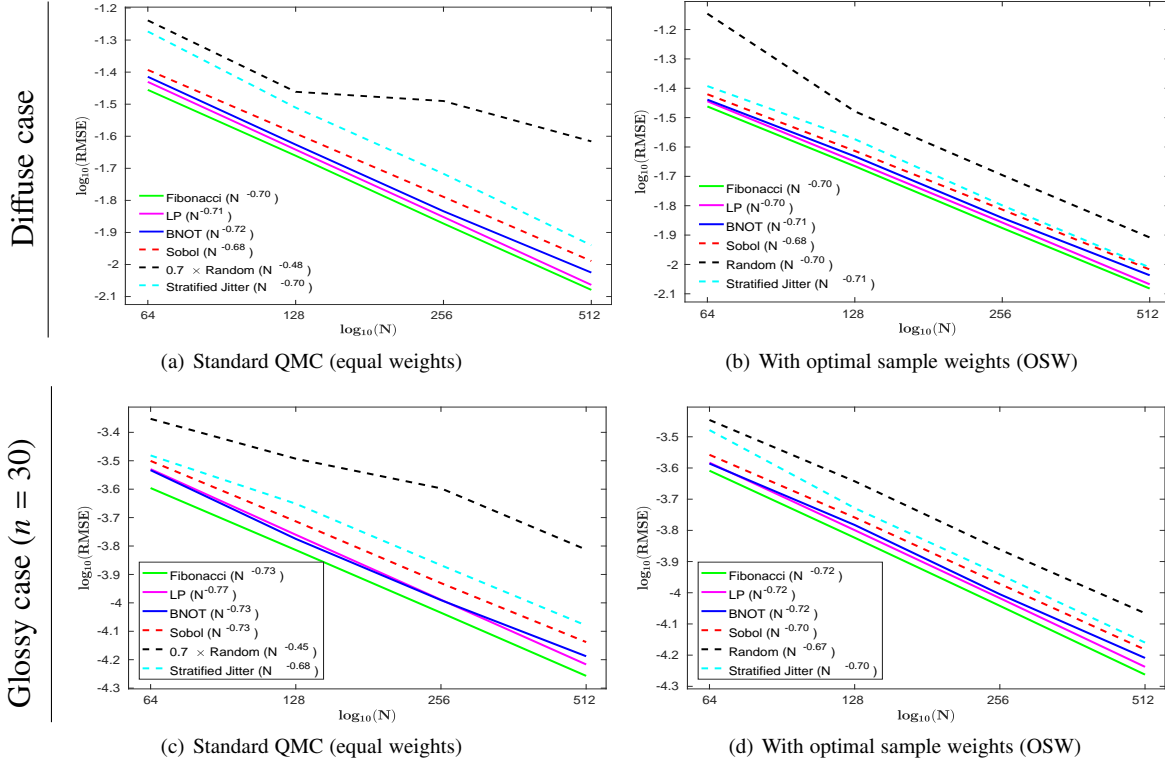 Diffuse case
-1.2
-1.3
-1.4
-1.5
-1.6
-1.7
-1.8
-1.9
-2
-2.1
log10(RMSE)
Fibonacci (N -0.70)
LP (N-0.71)
BNOT (N-0.72)
Sobol (N-0.68)
0.7 × Random (N-0.48)
Stratified Jitter (N -0.70)
64 128 256 512
log10(N)
(a) Standard QMC (equal weights)
-1.2
-1.3
-1.4
-1.5
-1.6
-1.7
-1.8
-1.9
-2
-2.1
log10(RMSE)
Fibonacci (N -0.70)
LP (N-0.70)
BNOT (N-0.71)
Sobol (N-0.68)
Random (N-0.70)
Stratified Jitter (N -0.71)
64 128 256 512
log10(N)
(b) With optimal sample weights (OSW)
Glossy case (n = 30)
-3.4
-3.5
-3.6
-3.7
-3.8
-3.9
-4
-4.1
-4.2
-4.3
log10(RMSE)
Fibonacci (N -0.73)
LP (N-0.77)
BNOT (N-0.73)
Sobol (N-0.73)
0.7 × Random (N-0.45)
Stratified Jitter (N -0.68)
64 128 256 512
log10(N)
(c) Standard QMC (equal weights)
-3.4
-3.5
-3.6
-3.7
-3.8
-3.9
-4
-4.1
-4.2
-4.3
log10(RMSE)
Fibonacci (N -0.72)
LP (N-0.72)
BNOT (N-0.72)
Sobol (N-0.70)
Random (N-0.67)
Stratified Jitter (N -0.70)
64 128 256 512
log10(N)
(d) With optimal sample weights (OSW)